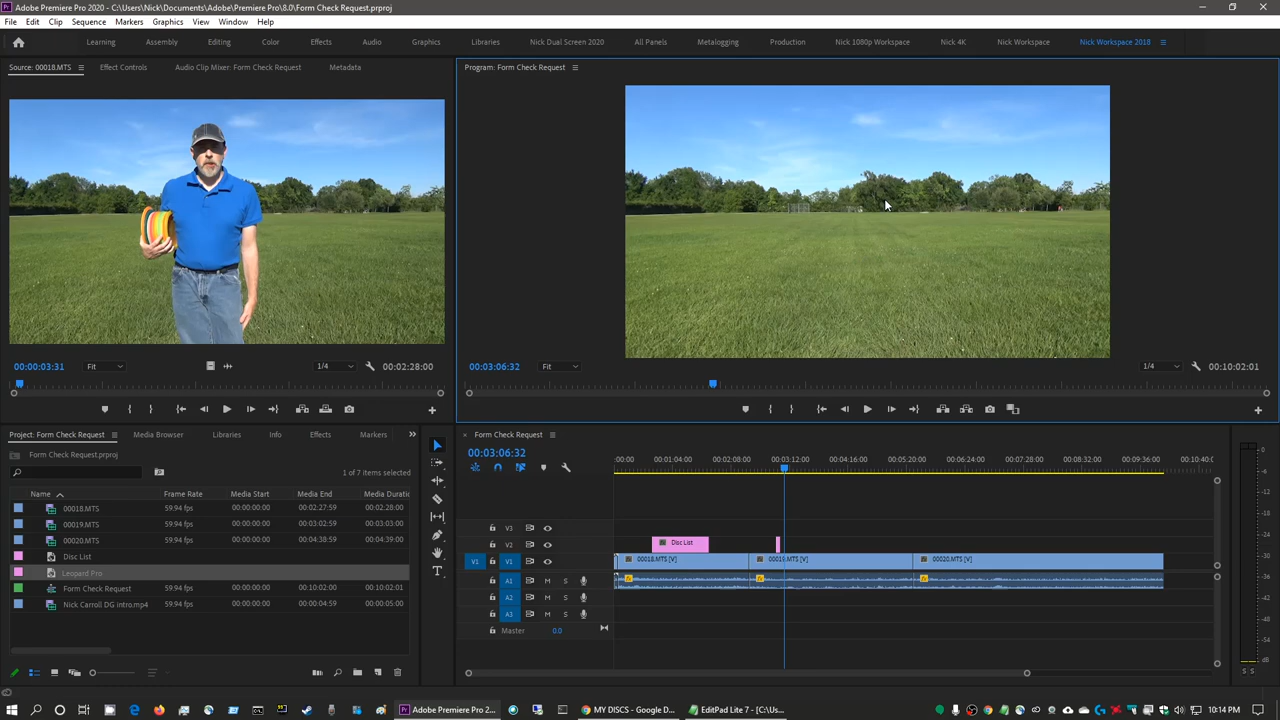 Adobe Premiere Pro 2020 - C:\Users\Nick\Documents\Adobe\Premiere Pro\8.0\Form Check Request.prproj
File Edit Clip Sequence Markers Graphics View Window Help
Learning Assembly Editing Color Effects Audio Graphics Libraries Nick Dual Screen 2020 All Panels Metalogging Production Nick 1080p Workspace Nick 4K Nick Workspace Nick Workspace 2018
Source: 00018.MTS Effect Controls Audio Clip Mixer: Form Check Request Metadata
Program: Form Check Request
00:00:03:31 Fit 1/4 00:02:28:00
00:03:06:32 Fit 1/4 00:10:02:01
Project: Form Check Request Media Browser Libraries Info Effects Markers
Form Check Request.prproj
1 of 7 items selected
Name Frame Rate Media Start Media End Media Duratic
00018.MTS 59.94 fps 00:00:00:00 00:02:27:59 00:02:28:00
00019.MTS 59.94 fps 00:00:00:00 00:03:02:59 00:03:03:00
00020.MTS 59.94 fps 00:00:00:00 00:04:38:59 00:04:39:00
Disc List
Leopard Pro
Form Check Request 59.94 fps 00:00:00:00 00:10:02:00 00:10:02:01
Nick Carroll DG intro.mp4 59.94 fps 00:00:00:00 00:00:04:59 00:00:05:00
Form Check Request
00:03:06:32
:00:00 00:01:04:00 00:02:08:00 00:03:12:00 00:04:16:00 00:05:20:00 00:06:24:00 00:07:28:00 00:08:32:00 00:09:36:00 00:10:40:0
V3
V2 Disc List
V1 V1 00018.MTS [V] 00019.MTS [V] 00020.MTS [V]
A1 M S
A2 M S
A3 M S
Master 0.0
0
-6
-12
-18
-24
-30
-36
-42
-48
-54
dB
S S
Adobe Premiere Pro 2... MY DISCS - Google D... EditPad Lite 7 - [C:\Us... 10:14 PM